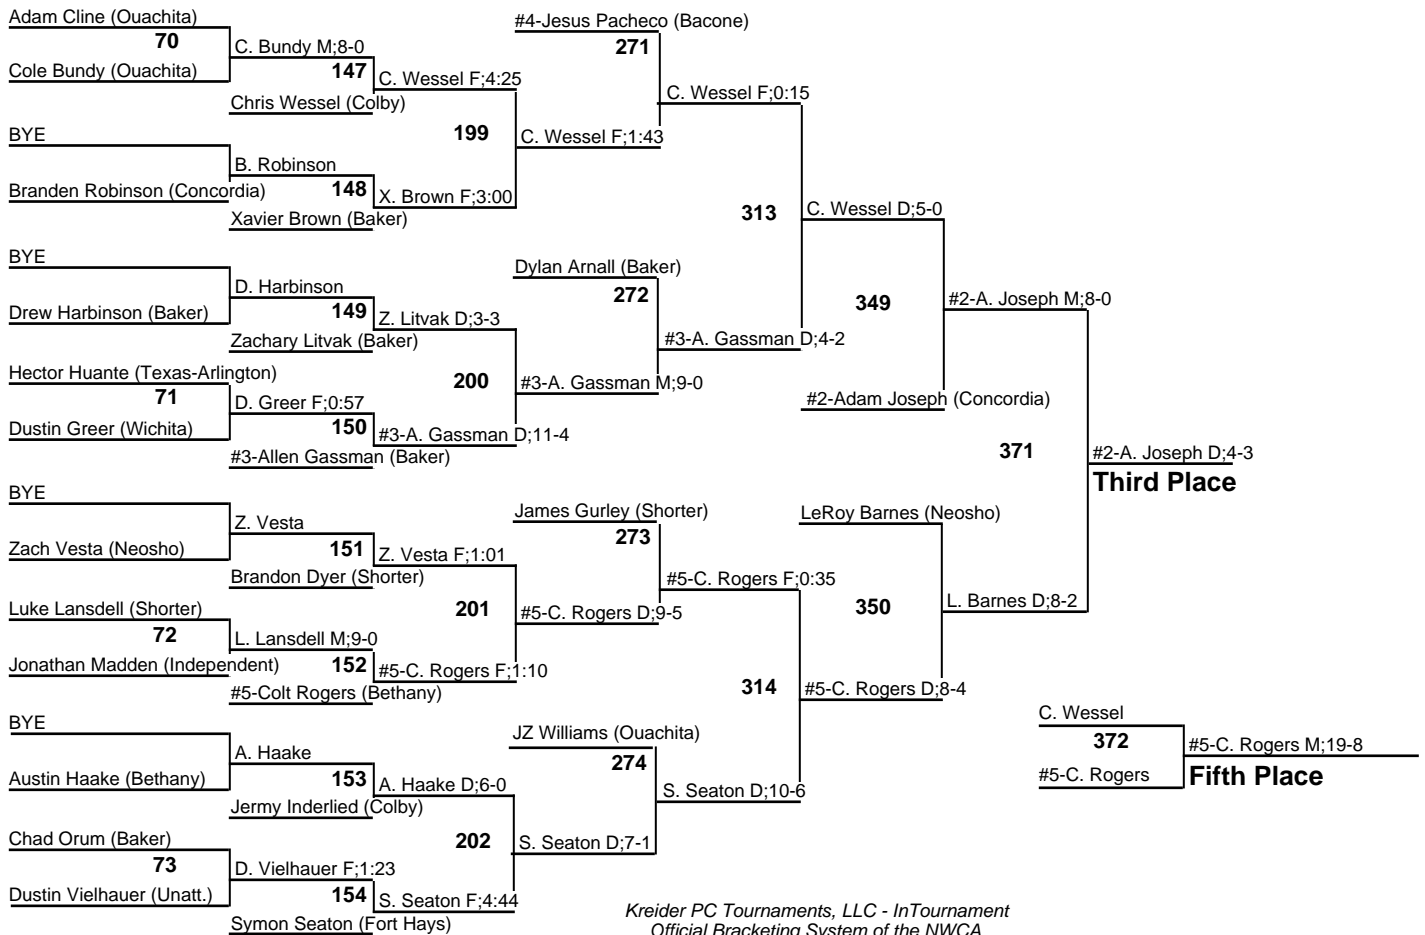 Adam Cline (Ouachita)
70
Cole Bundy (Ouachita)
C. Bundy M;8-0
147
Chris Wessel (Colby)
C. Wessel F;4:25
BYE
Branden Robinson (Concordia)
B. Robinson
148
Xavier Brown (Baker)
X. Brown F;3:00
199
C. Wessel F;1:43
#4-Jesus Pacheco (Bacone)
271
C. Wessel F;0:15
BYE
Drew Harbinson (Baker)
D. Harbinson
149
Zachary Litvak (Baker)
Z. Litvak D;3-3
Hector Huante (Texas-Arlington)
71
Dustin Greer (Wichita)
D. Greer F;0:57
150
#3-Allen Gassman (Baker)
#3-A. Gassman D;11-4
200
#3-A. Gassman M;9-0
Dylan Arnall (Baker)
272
#3-A. Gassman D;4-2
313
C. Wessel D;5-0
349
#2-Adam Joseph (Concordia)
#2-A. Joseph M;8-0
BYE
Zach Vesta (Neosho)
Z. Vesta
151
Brandon Dyer (Shorter)
Z. Vesta F;1:01
Luke Lansdell (Shorter)
72
Jonathan Madden (Independent)
L. Lansdell M;9-0
152
#5-Colt Rogers (Bethany)
#5-C. Rogers F;1:10
201
#5-C. Rogers D;9-5
James Gurley (Shorter)
273
#5-C. Rogers F;0:35
BYE
Austin Haake (Bethany)
A. Haake
153
Jermy Inderlied (Colby)
A. Haake D;6-0
Chad Orum (Baker)
73
Dustin Vielhauer (Unatt.)
D. Vielhauer F;1:23
154
Symon Seaton (Fort Hays)
S. Seaton F;4:44
202
S. Seaton D;7-1
JZ Williams (Ouachita)
274
S. Seaton D;10-6
314
#5-C. Rogers D;8-4
LeRoy Barnes (Neosho)
350
L. Barnes D;8-2
371
#2-A. Joseph D;4-3
Third Place
C. Wessel
372
#5-C. Rogers
#5-C. Rogers M;19-8
Fifth Place
Kreider PC Tournaments, LLC - InTournament
Official Bracketing System of the NWCA